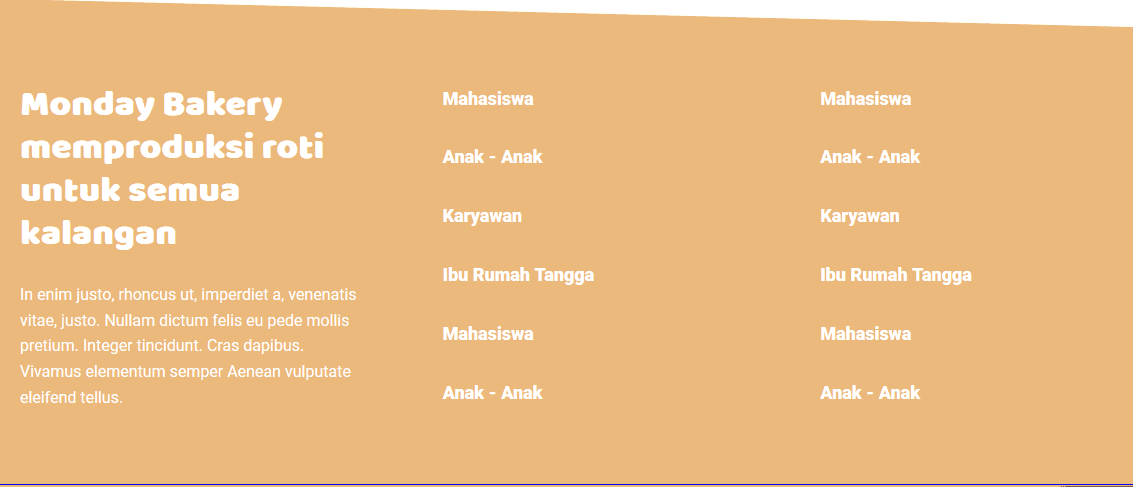 Monday Bakery
memproduksi roti
untuk semua
kalangan
In enim justo, rhoncus ut, imperdiet a, venenatis
vitae, justo. Nullam dictum felis eu pede mollis
pretium. Integer tincidunt. Cras dapibus.
Vivamus elementum semper Aenean vulputate
eleifend tellus.
Mahasiswa
Anak - Anak
Karyawan
Ibu Rumah Tangga
Mahasiswa
Anak - Anak
Mahasiswa
Anak - Anak
Karyawan
Ibu Rumah Tangga
Mahasiswa
Anak - Anak